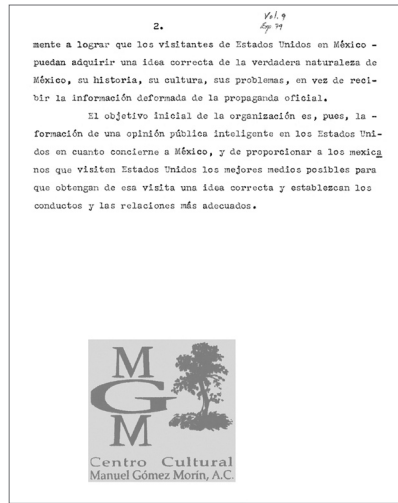 2.
Vol. 9
Exp 79
mente a lograr que los visitantes de Estados Unidos en México -
puedan adquirir una idea correcta de la verdadera naturaleza de
México, su historia, su cultura, sus problemas, en vez de reci-
bir la información deformada de la propaganda oficial.
El objetivo inicial de la organización es, pues, la -
formación de una opinión pública inteligente en los Estados Uni-
dos en cuanto concierne a México, y de proporcionar a los mexica
nos que visiten Estados Unidos los mejores medios posibles para
que obtengan de esa visita una idea correcta y establezcan los
conductos y las relaciones más adecuados.
M
G
M
Centro Cultural
Manuel Gómez Morín, A.C.